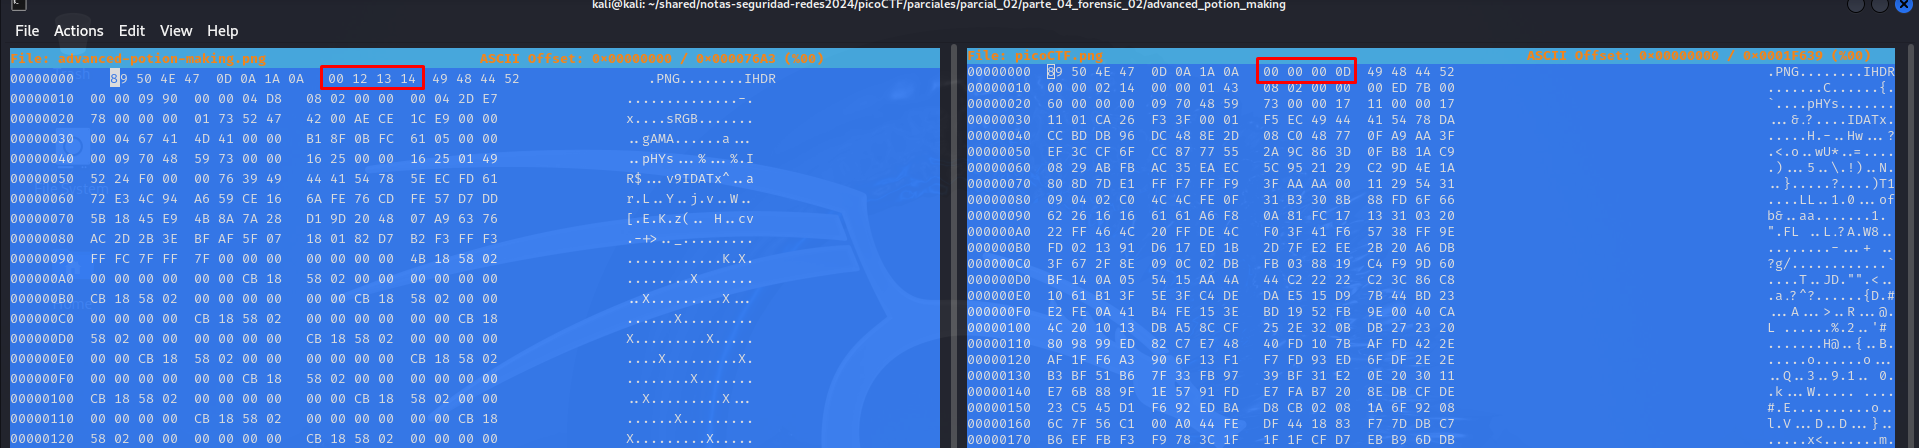 kali@kali: ~/shared/notas-seguridad-redes2024/picoCTF/parciales/parcial_02/parte_04_forensic_02/advanced_potion_making
File Actions Edit View Help
File: advanced-potion-making.png ASCII Offset: 0x00000000 / 0x000076A3 (%00)
00000000 89 50 4E 47 0D 0A 1A 0A 00 12 13 14 49 48 44 52 .PNG........IHDR
00000010 00 00 09 90 00 00 04 D8 08 02 00 00 00 04 2D E7 ..............-.
00000020 78 00 00 00 01 73 52 47 42 00 AE CE 1C E9 00 00 x....sRGB.......
00000030 00 04 67 41 4D 41 00 00 B1 8F 0B FC 61 05 00 00 ..gAMA......a...
00000040 00 09 70 48 59 73 00 00 16 25 00 00 16 25 01 49 ..pHYs...%...%.I
00000050 52 24 F0 00 00 76 39 49 44 41 54 78 5E EC FD 61 R$...v9IDATx^..a
00000060 72 E3 4C 94 A6 59 CE 16 6A FE 76 CD FE 57 D7 DD r.L..Y..j.v..W..
00000070 5B 18 45 E9 4B 8A 7A 28 D1 9D 20 48 07 A9 63 76 [.E.K.z(.. H..cv
00000080 AC 2D 2B 3E BF AF 5F 07 18 01 82 D7 B2 F3 FF F3 .-+>.._.........
00000090 FF FC 7F FF 7F 00 00 00 00 00 00 00 4B 18 58 02 ............K.X.
000000A0 00 00 00 00 00 00 CB 18 58 02 00 00 00 00 00 00 ........X.......
000000B0 CB 18 58 02 00 00 00 00 00 00 CB 18 58 02 00 00 ..X.........X...
000000C0 00 00 00 00 CB 18 58 02 00 00 00 00 00 00 CB 18 ......X.........
000000D0 58 02 00 00 00 00 00 00 CB 18 58 02 00 00 00 00 X.........X.....
000000E0 00 00 CB 18 58 02 00 00 00 00 00 00 CB 18 58 02 ....X.........X.
000000F0 00 00 00 00 00 00 CB 18 58 02 00 00 00 00 00 00 ........X.......
00000100 CB 18 58 02 00 00 00 00 00 00 CB 18 58 02 00 00 ..X.........X...
00000110 00 00 00 00 CB 18 58 02 00 00 00 00 00 00 CB 18 ......X.........
00000120 58 02 00 00 00 00 00 00 CB 18 58 02 00 00 00 00 X.........X.....
File: picoCTF.png ASCII Offset: 0x00000000 / 0x0001F639 (%00)
00000000 89 50 4E 47 0D 0A 1A 0A 00 00 00 0D 49 48 44 52 .PNG........IHDR
00000010 00 00 02 14 00 00 01 43 08 02 00 00 00 ED 7B 00 .......C......{.
00000020 60 00 00 00 09 70 48 59 73 00 00 17 11 00 00 17 `....pHYs.......
00000030 11 01 CA 26 F3 3F 00 01 F5 EC 49 44 41 54 78 DA ...&.?....IDATx.
00000040 CC BD DB 96 DC 48 8E 2D 08 C0 48 77 0F A9 AA 3F .....H.-..Hw...?
00000050 EF 3C CF 6F CC 87 77 55 2A 9C 86 3D 0F B8 1A C9 .<.o..wU*..=....
00000060 08 29 AB FB AC 35 EA EC 5C 95 21 29 C2 9D 4E 1A .)...5..\.!)..N.
00000070 80 8D 7D E1 FF F7 FF F9 3F AA AA 00 11 29 54 31 ..}.....?....)T1
00000080 09 04 02 C0 4C 4C FE 0F 31 B3 30 8B 88 FD 6F 66 ....LL..1.0...of
00000090 62 26 16 16 61 61 A6 F8 0A 81 FC 17 13 31 03 20 b&..aa.......1.
000000A0 22 FF 46 4C 20 FF DE 4C F0 3F 41 F6 57 38 FF 9E ".FL ..L.?A.W8..
000000B0 FD 02 13 91 D6 17 ED 1B 2D 7F E2 EE 2B 20 A6 DB ........-...+ ..
000000C0 3F 67 2F 8E 09 0C 02 DB FB 03 88 19 C4 F9 9D 60 ?g/............`
000000D0 BF 14 0A 05 54 15 AA 4A 44 C2 22 22 C2 3C 86 C8 ....T..JD."".<..
000000E0 10 61 B1 3F 5E 3F C4 DE DA E5 15 D9 7B 44 BD 23 .a.?^?......{D.#
000000F0 E2 FE 0A 41 B4 FE 15 3E BD 19 52 FB 9E 00 40 CA ...A...>..R...@.
00000100 4C 20 10 13 DB A5 8C CF 25 2E 32 0B DB 27 23 20 L ......%.2..'#
00000110 80 98 99 ED 82 C7 E7 48 40 FD 10 7B AF FD 42 2E .......H@..{..B.
00000120 AF 1F F6 A3 90 6F 13 F1 F7 FD 93 ED 6F DF 2E 2E .....o......o...
00000130 B3 BF 51 B6 7F 33 FB 97 39 BF 31 E2 0E 20 30 11 ..Q..3..9.1.. 0.
00000140 E7 6B 88 9F 1E 57 91 FD E7 FA B7 20 8E DB CF DE .k...W..... ....
00000150 23 C5 45 D1 F6 92 ED BA D8 CB 02 08 1A 6F 92 08 #.E..........o..
00000160 6C 7F 56 C1 00 A0 44 FE DF 44 18 83 F7 7D DB C7 l.V...D..D...}..
00000170 B6 EF FB F3 F9 78 3C 1F 1F 1F CF D7 EB B9 6D DB .....x<.......m.